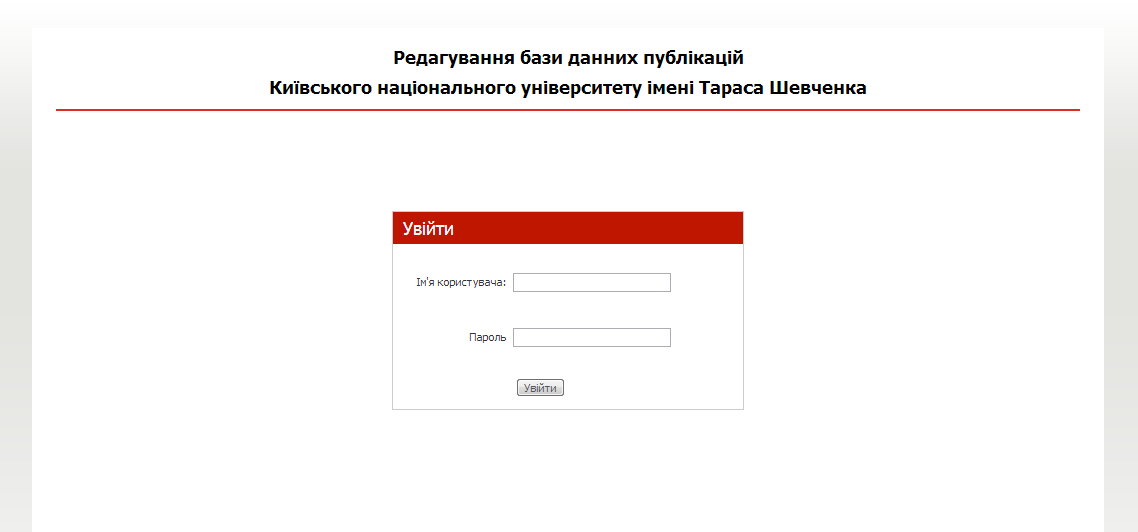 Редагування бази данних публікацій
Київського національного університету імені Тараса Шевченка
Увійти
Ім'я користувача:
Пароль
Увійти